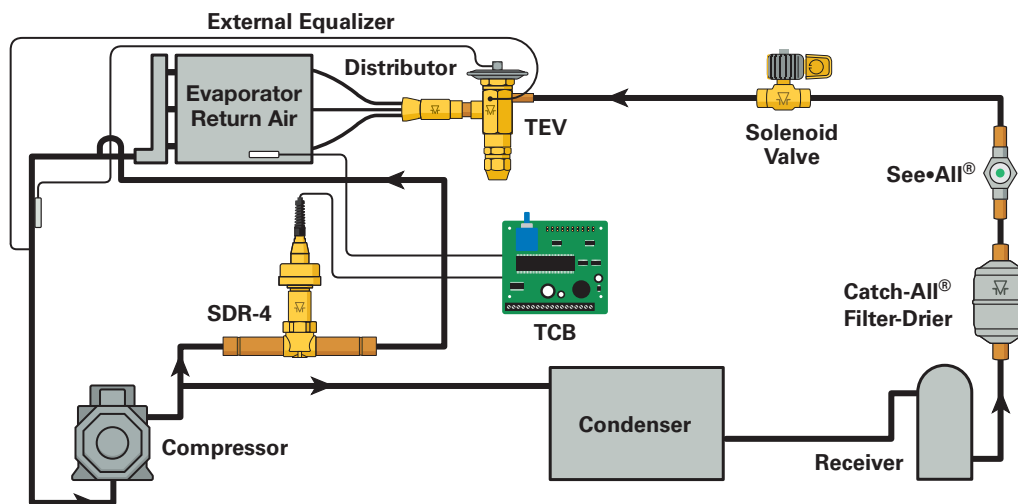 External Equalizer
Distributor
Evaporator
Return Air
TEV
Solenoid
Valve
See•All®
SDR-4
TCB
Catch-All®
Filter-Drier
Compressor
Condenser
Receiver